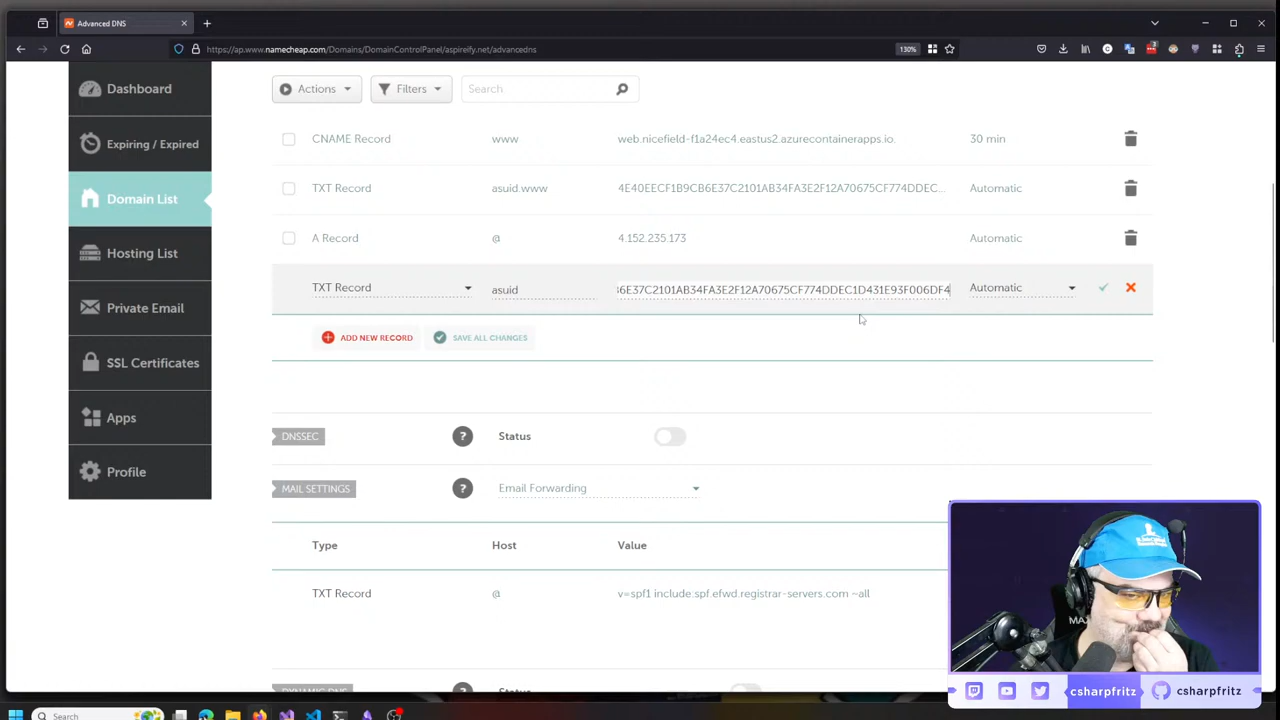 Advanced DNS
https://ap.www.namecheap.com/Domains/DomainControlPanel/aspireify.net/advancedns
130%
Dashboard
Expiring / Expired
Domain List
Hosting List
Private Email
SSL Certificates
Apps
Profile
Actions
Filters
Search
CNAME Record www web.nicefield-f1a24ec4.eastus2.azurecontainerapps.io. 30 min
TXT Record asuid.www 4E40EECF1B9CB6E37C2101AB34FA3E2F12A70675CF774DDEC... Automatic
A Record @ 4.152.235.173 Automatic
TXT Record asuid 36E37C2101AB34FA3E2F12A70675CF774DDEC1D431E93F006DF4 Automatic
ADD NEW RECORD SAVE ALL CHANGES
DNSSEC ? Status
MAIL SETTINGS ? Email Forwarding
Type Host Value
TXT Record @ v=spf1 include:spf.efwd.registrar-servers.com ~all
DYNAMIC DNS Status
csharpfritz csharpfritz
Search